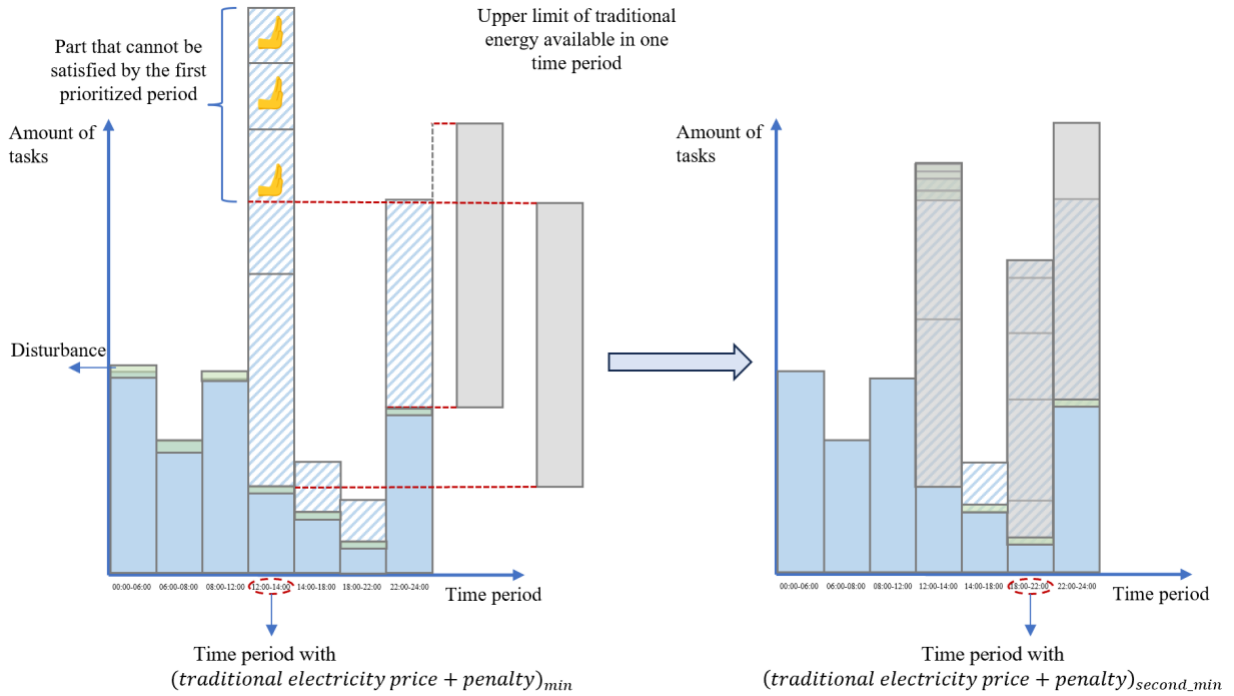 Part that cannot be
satisfied by the first
prioritized period
Upper limit of traditional
energy available in one
time period
Amount of
tasks
Disturbance
00:00-06:00 06:00-08:00 08:00-12:00 12:00-14:00 14:00-18:00 18:00-22:00 22:00-24:00
Time period
Time period with
(traditional electricity price + penalty)min
Amount of
tasks
00:00-06:00 06:00-08:00 08:00-12:00 12:00-14:00 14:00-18:00 18:00-22:00 22:00-24:00
Time period
Time period with
(traditional electricity price + penalty)second_min